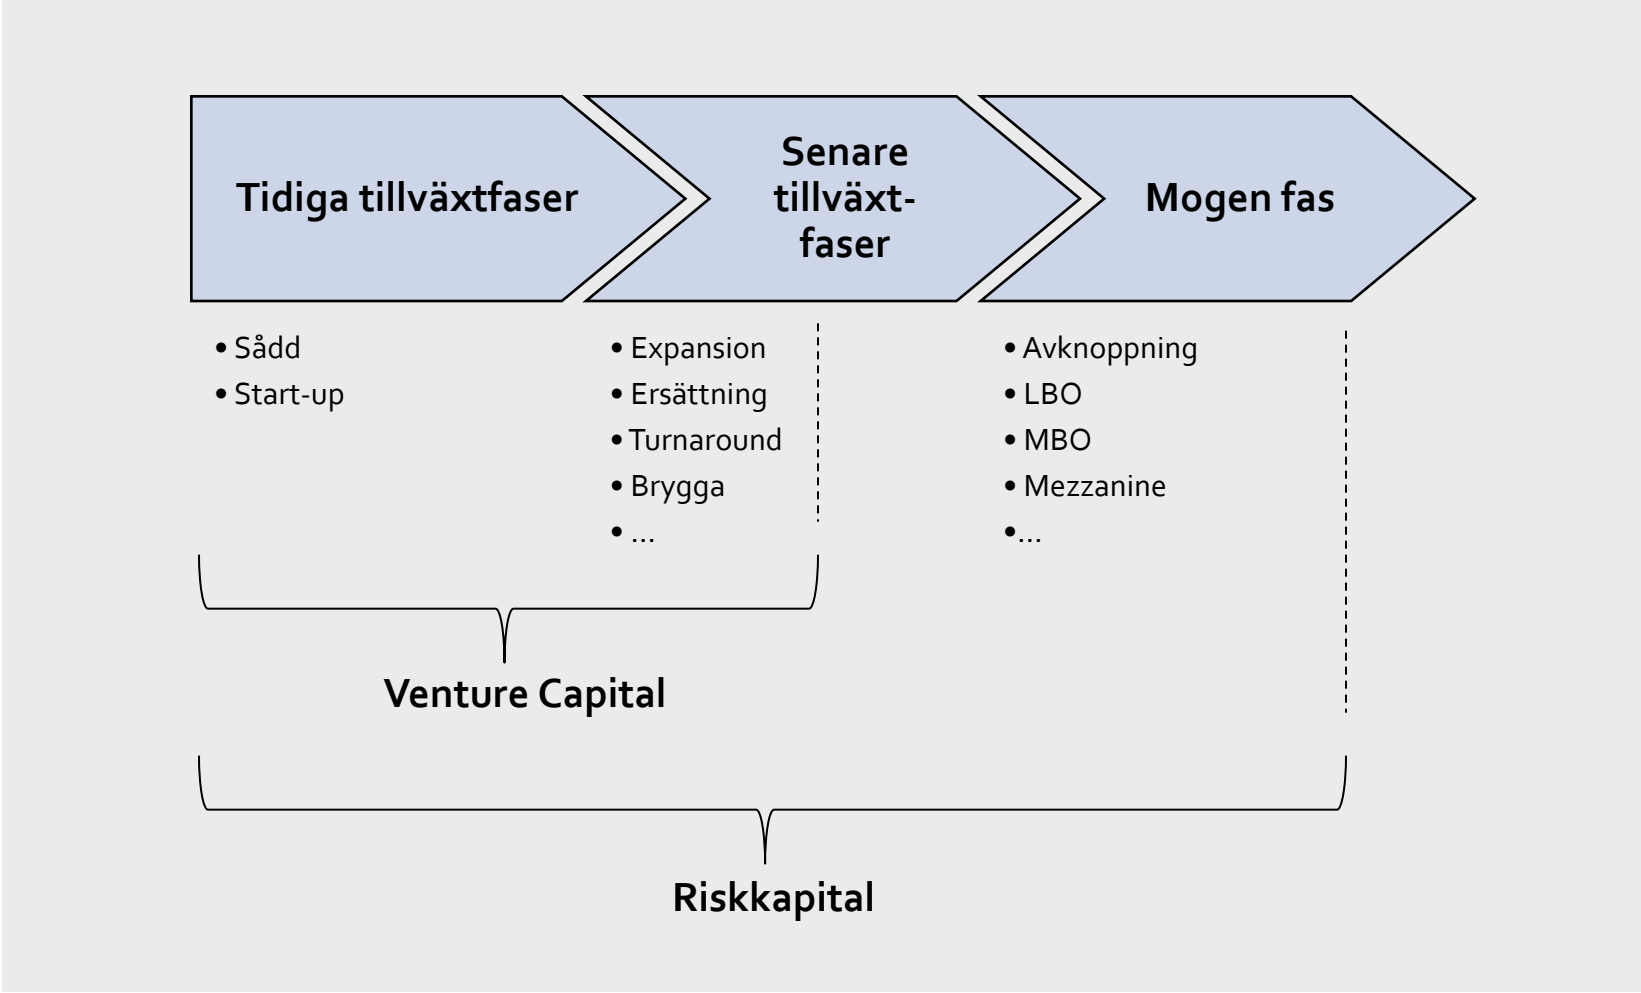 Tidiga tillväxtfaser
Senare
tillväxt-
faser
Mogen fas
• Sådd
• Start-up
• Expansion
• Ersättning
• Turnaround
• Brygga
• ...
• Avknoppning
• LBO
• MBO
• Mezzanine
•...
Venture Capital
Riskkapital